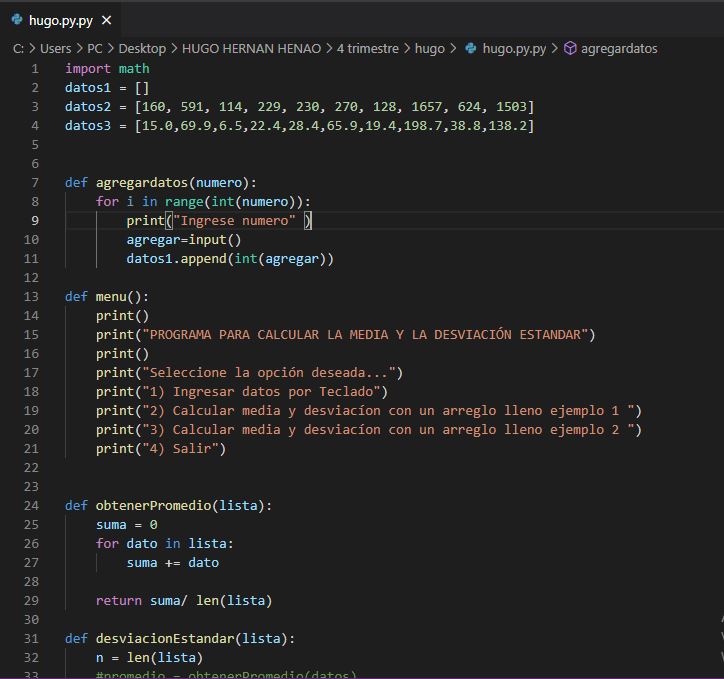 hugo.py.py ×
C: > Users > PC > Desktop > HUGO HERNAN HENAO > 4 trimestre > hugo > hugo.py.py > agregardatos
1 import math
2 datos1 = []
3 datos2 = [160, 591, 114, 229, 230, 270, 128, 1657, 624, 1503]
4 datos3 = [15.0,69.9,6.5,22.4,28.4,65.9,19.4,198.7,38.8,138.2]
5
6
7 def agregardatos(numero):
8     for i in range(int(numero)):
9         print("Ingrese numero" )
10         agregar=input()
11         datos1.append(int(agregar))
12
13 def menu():
14     print()
15     print("PROGRAMA PARA CALCULAR LA MEDIA Y LA DESVIACIÓN ESTANDAR")
16     print()
17     print("Seleccione la opción deseada...")
18     print("1) Ingresar datos por Teclado")
19     print("2) Calcular media y desviacíon con un arreglo lleno ejemplo 1 ")
20     print("3) Calcular media y desviacíon con un arreglo lleno ejemplo 2 ")
21     print("4) Salir")
22
23
24 def obtenerPromedio(lista):
25     suma = 0
26     for dato in lista:
27         suma += dato
28
29     return suma/ len(lista)
30
31 def desviacionEstandar(lista):
32     n = len(lista)
33     #promedio = obtenerPromedio(datos)